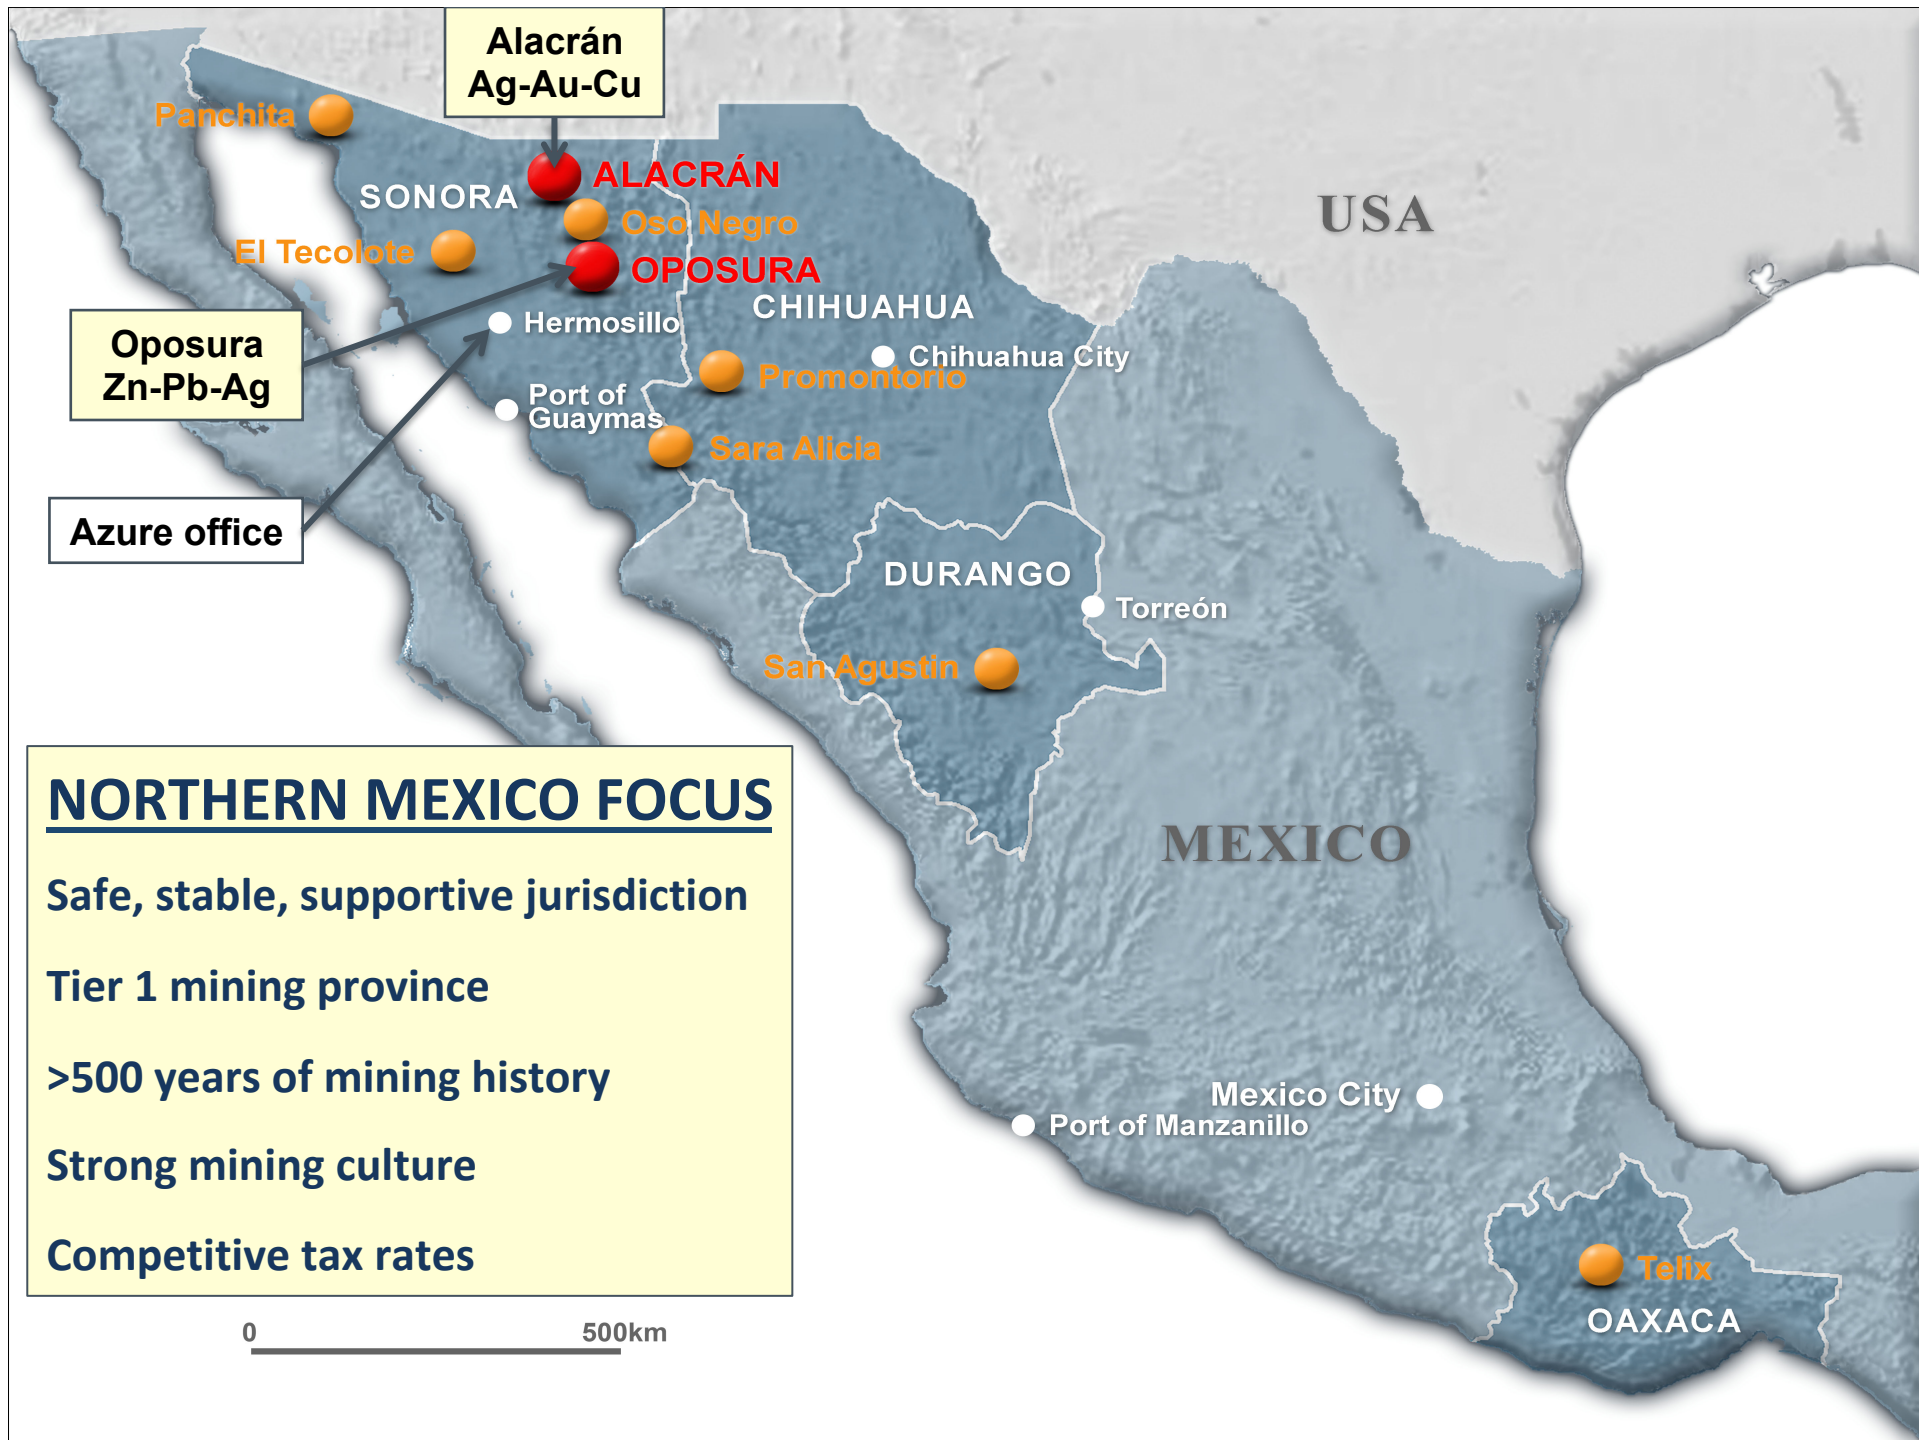 Alacrán
Ag-Au-Cu
Panchita
ALACRÁN
SONORA
Oso Negro
USA
El Tecolote
OPOSURA
CHIHUAHUA
Hermosillo
Oposura
Zn-Pb-Ag
Chihuahua City
Promontorio
Port of
Guaymas
Sara Alicia
Azure office
DURANGO
Torreón
San Agustin
NORTHERN MEXICO FOCUS
Safe, stable, supportive jurisdiction
Tier 1 mining province
>500 years of mining history
Strong mining culture
Competitive tax rates
MEXICO
Mexico City
Port of Manzanillo
Telix
OAXACA
0 500km